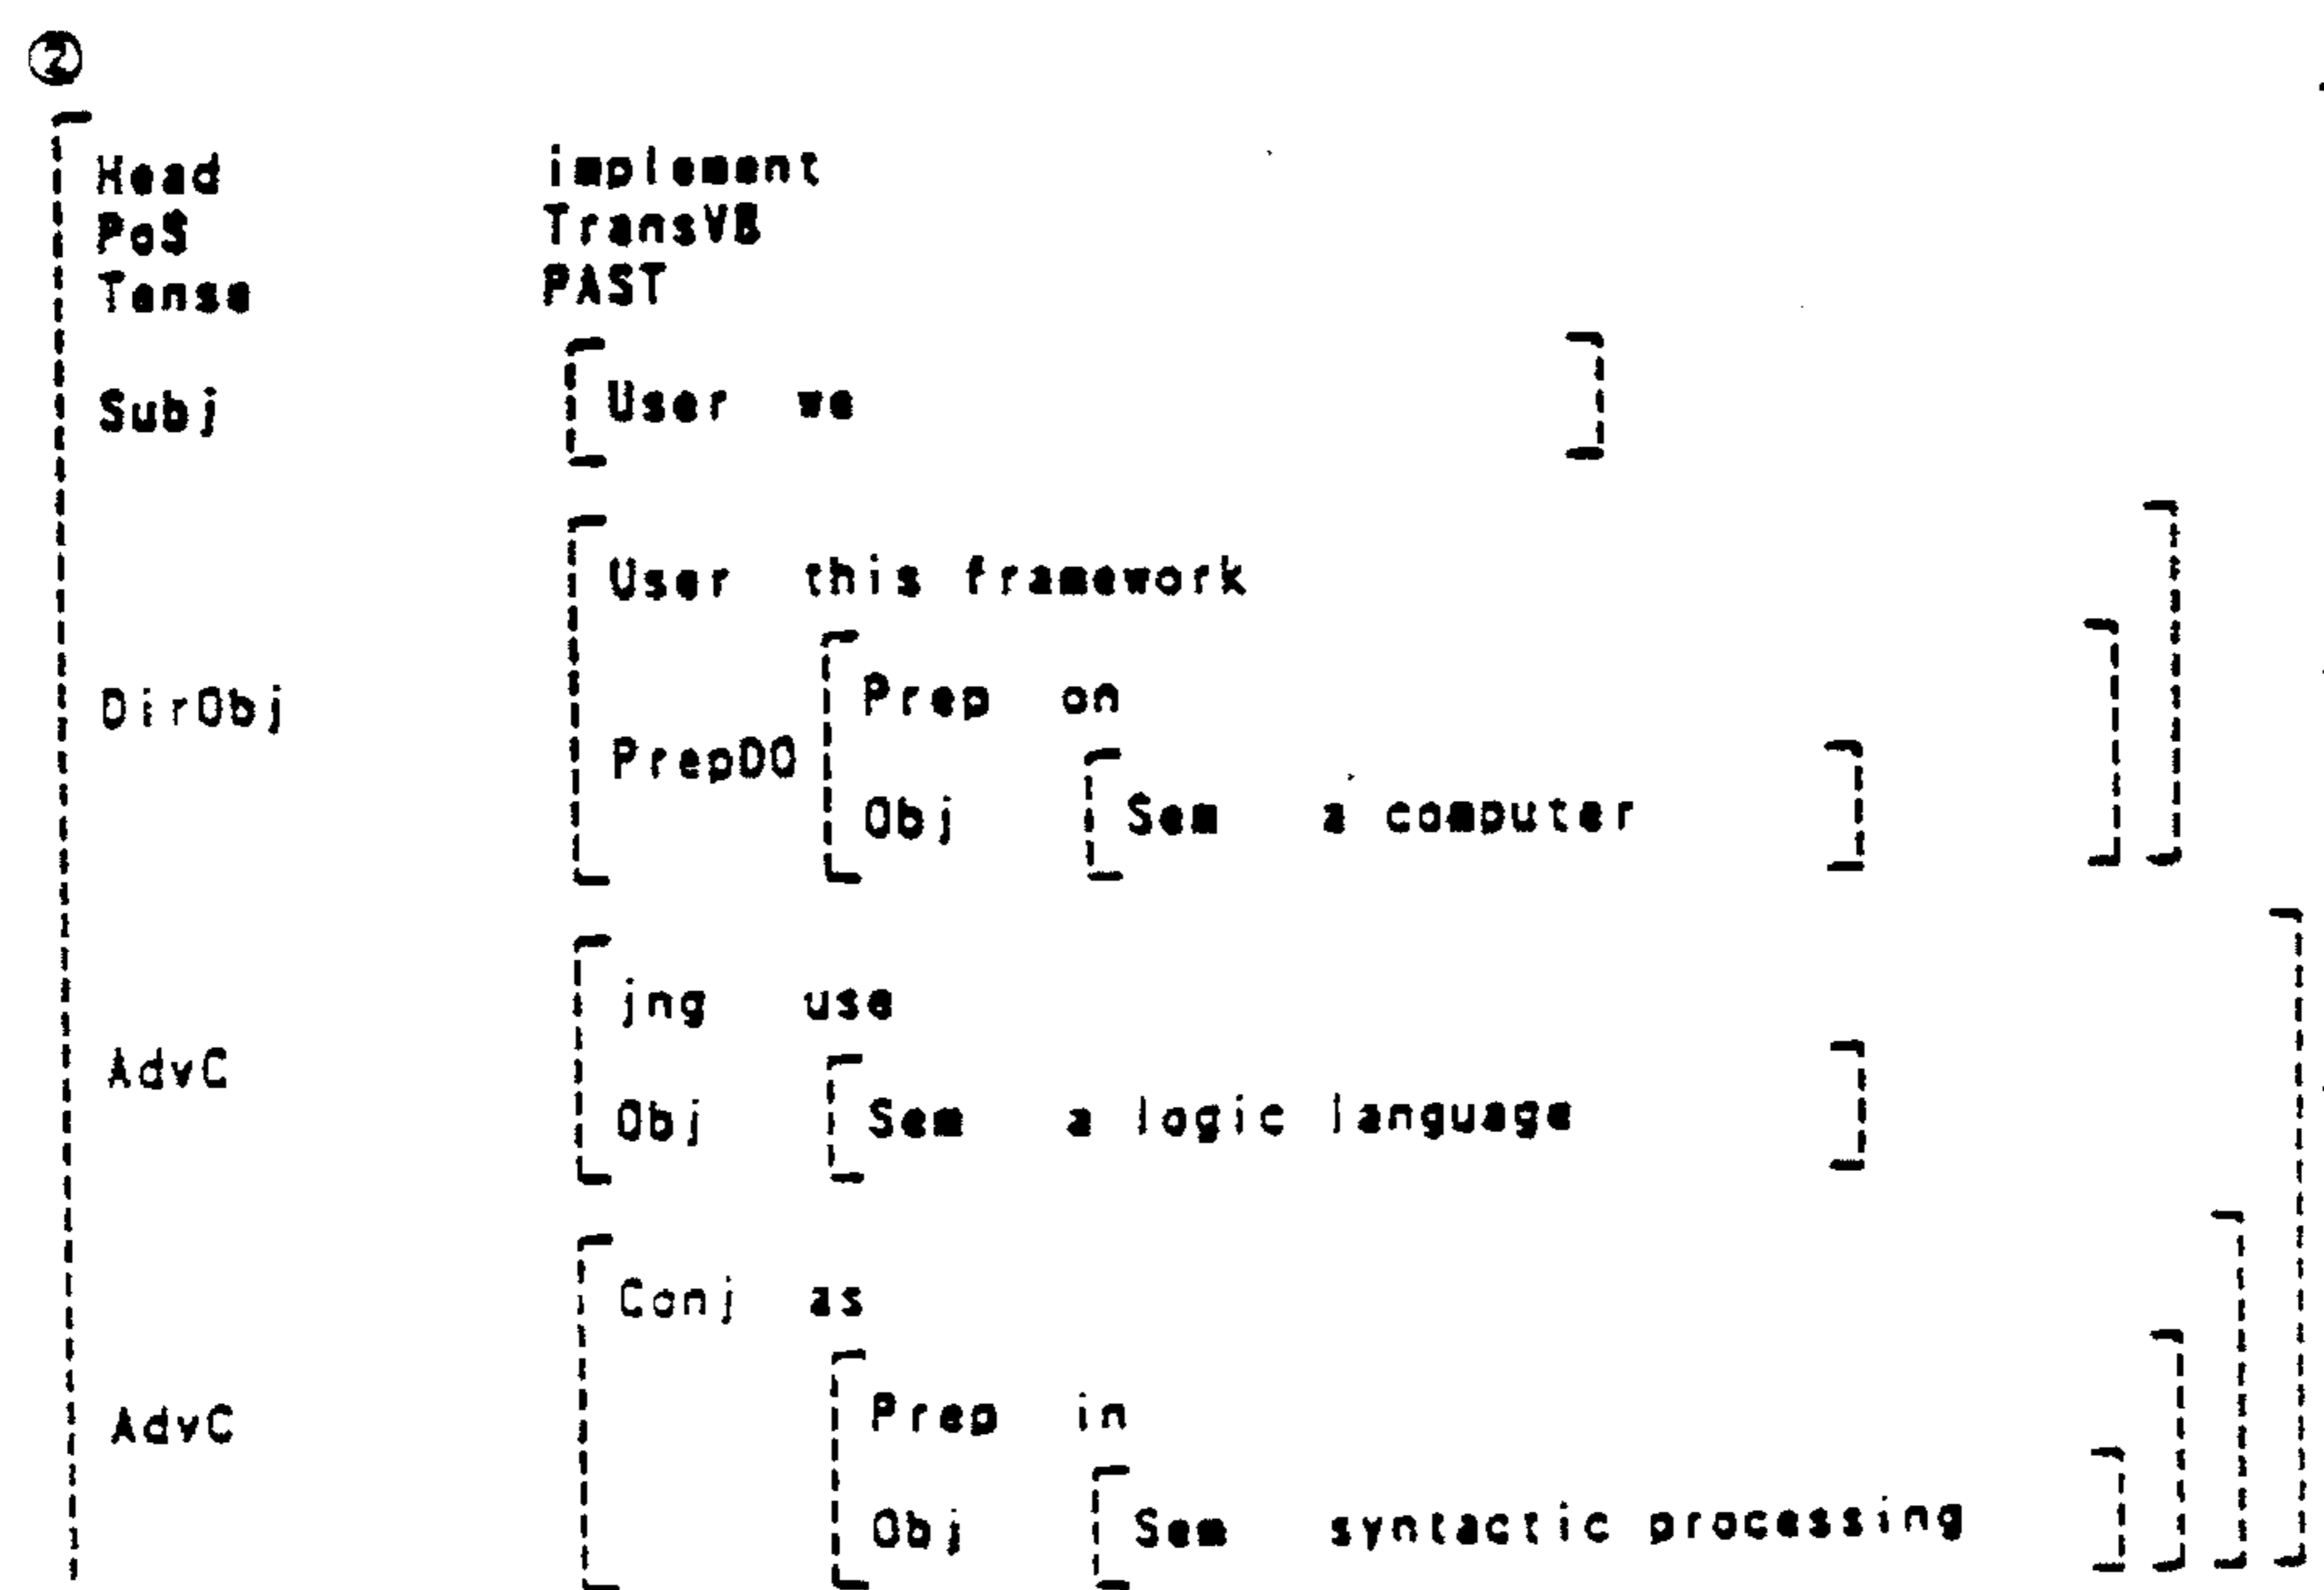 ②
Head implement
PoS TransVB
Tense PAST
Subj User we
User this framework
Prep on
DirObj
PrepDO
Obj Sem a computer
jng use
AdvC
Obj Sem a logic language
Conj as
Prep in
AdvC
Obj Sem syntactic processing